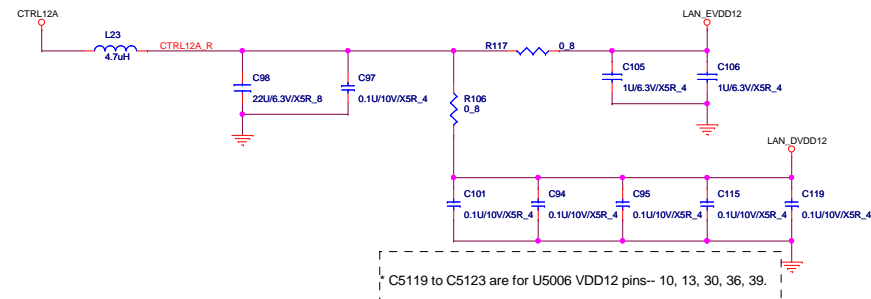 CTRL12A
LAN_EVDD12
L23
CTRL12A_R
4.7uH
R117
0_8
C98
22U/6.3V/X5R_8
C97
0.1U/10V/X5R_4
C105
1U/6.3V/X5R_4
C106
1U/6.3V/X5R_4
R106
0_8
LAN_DVDD12
C101
0.1U/10V/X5R_4
C94
0.1U/10V/X5R_4
C95
0.1U/10V/X5R_4
C115
0.1U/10V/X5R_4
C119
0.1U/10V/X5R_4
* C5119 to C5123 are for U5006 VDD12 pins-- 10, 13, 30, 36, 39.